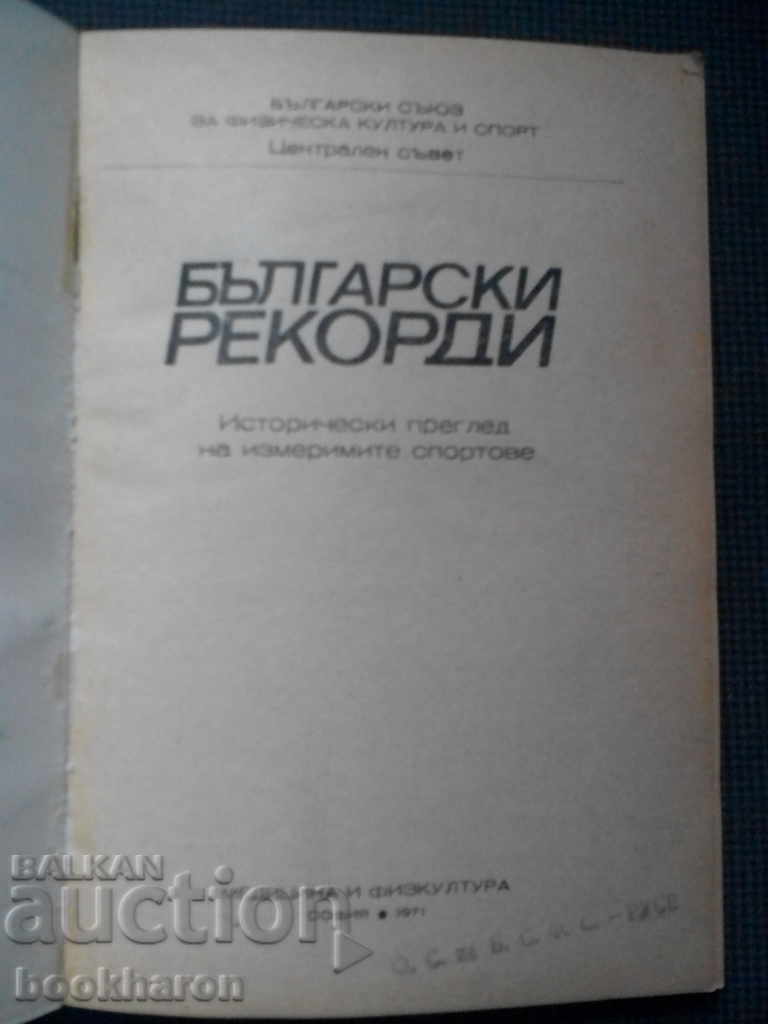 БЪЛГАРСКИ СЪЮЗ
ЗА ФИЗИЧЕСКА КУЛТУРА И СПОРТ
Централен съвет
БЪЛГАРСКИ
РЕКОРДИ
Исторически преглед
на измеримите спортове
МЕДИЦИНА И ФИЗКУЛТУРА
София • 1971
BALKAN
auction
bookharon